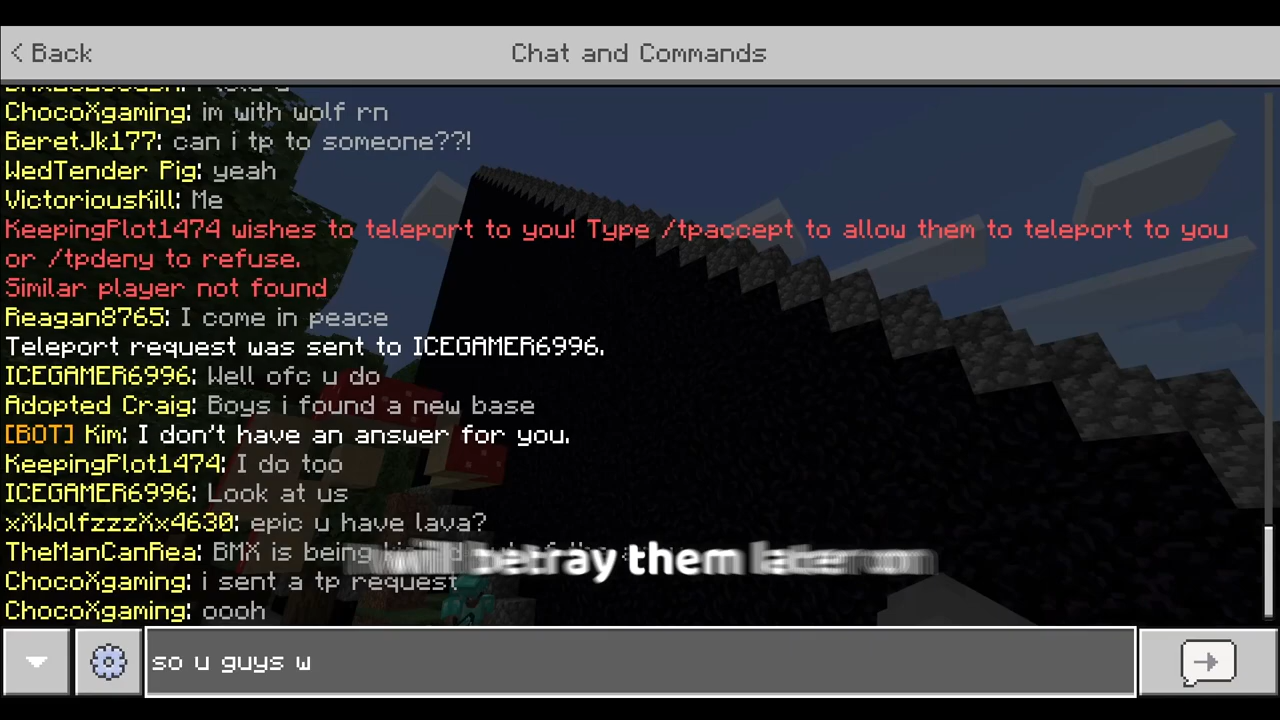 Back
Chat and Commands
ChocoXgaming: im with wolf rn
BeretJk177: can i tp to someone??!
WedTender Pig: yeah
VictoriousKill: Me
KeepingPlot1474 wishes to teleport to you! Type /tpaccept to allow them to teleport to you
or /tpdeny to refuse.
Similar player not found
Reagan8765: I come in peace
Teleport request was sent to ICEGAMER6996.
ICEGAMER6996: Well ofc u do
Adopted Craig: Boys i found a new base
[BOT] Kim: I don't have an answer for you.
KeepingPlot1474: I do too
ICEGAMER6996: Look at us
xXWolfzzzXx4630: epic u have lava?
TheManCanRea: BMX is being
will betray them later on
ChocoXgaming: i sent a tp request
ChocoXgaming: oooh
so u guys w